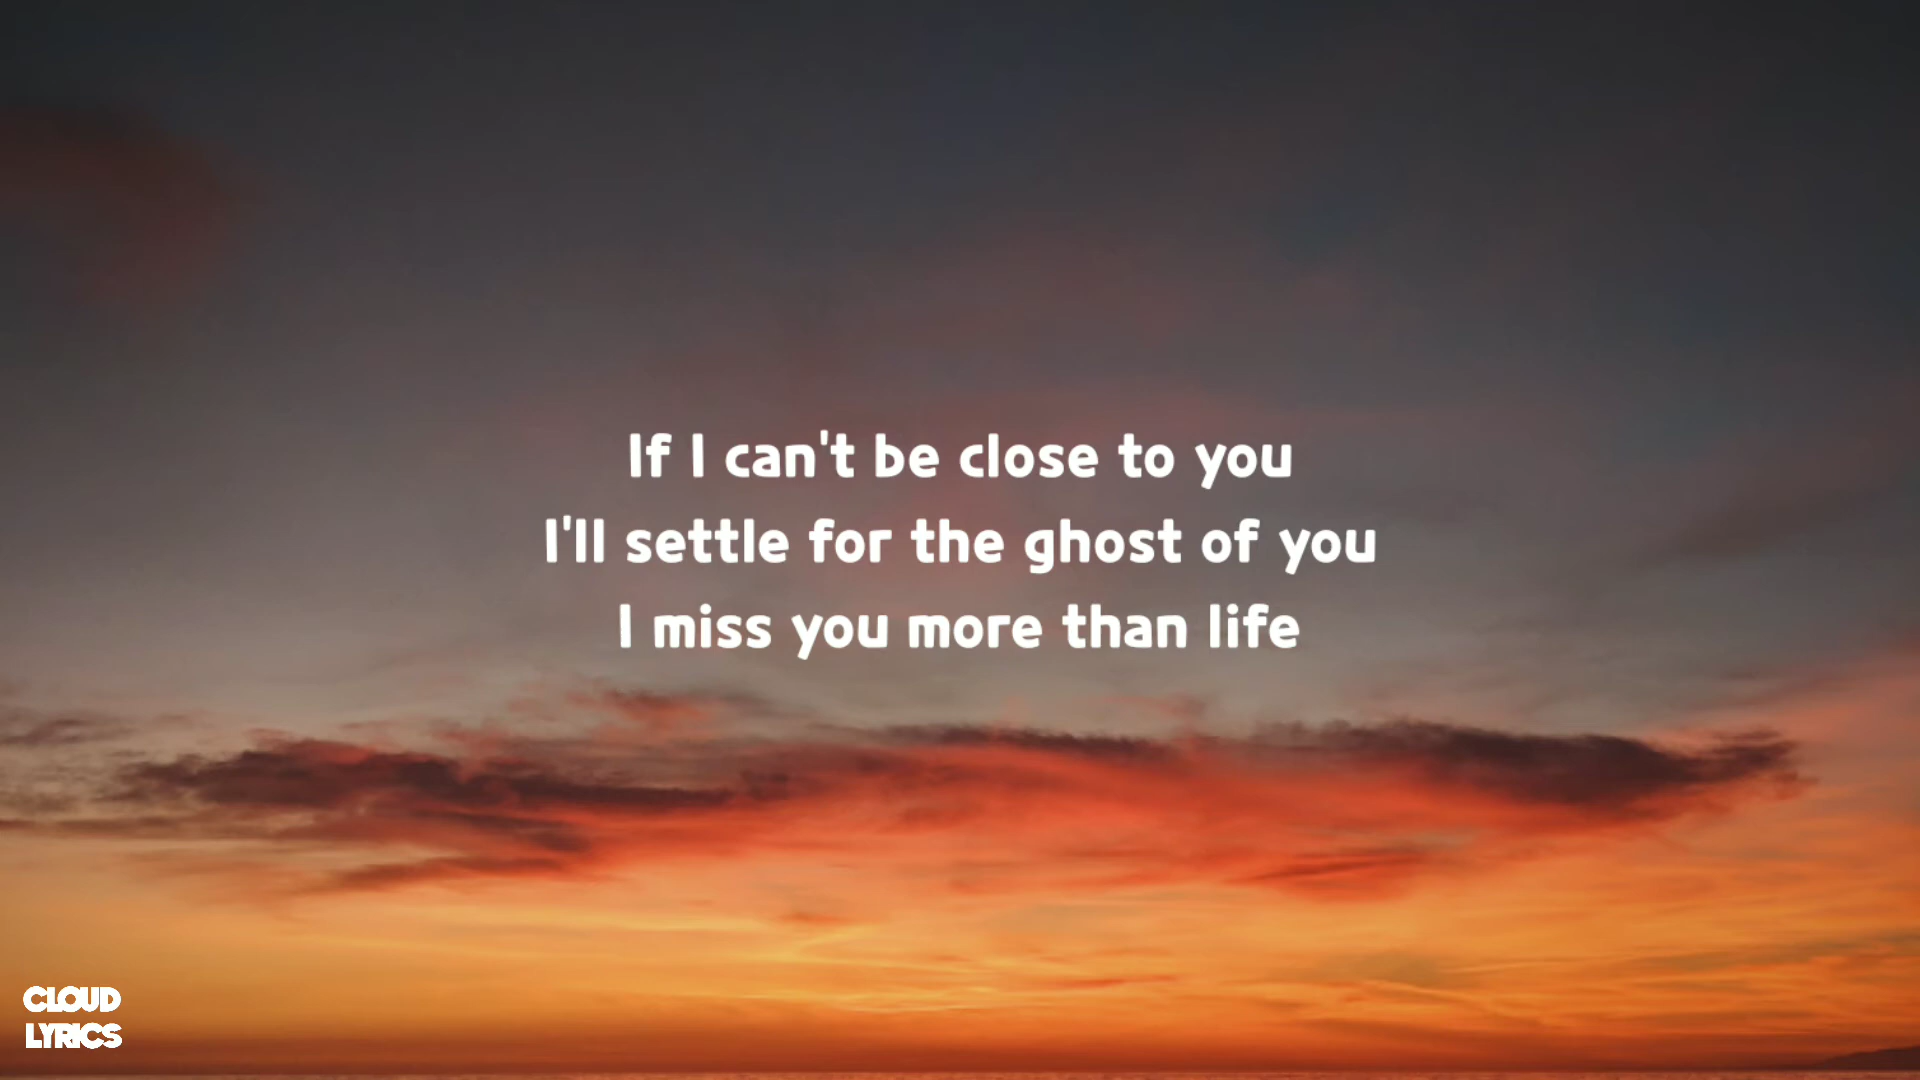 If I can't be close to you
I'll settle for the ghost of you
I miss you more than life
CLOUD
LYRICS